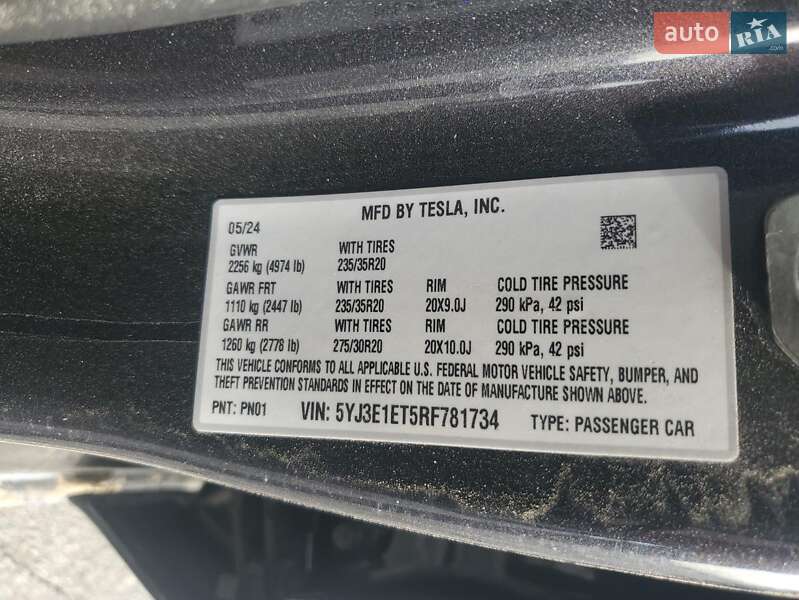 auto RIA .com
MFD BY TESLA, INC.
05/24
GVWR WITH TIRES
2256 kg (4974 lb) 235/35R20
GAWR FRT WITH TIRES RIM COLD TIRE PRESSURE
1110 kg (2447 lb) 235/35R20 20X9.0J 290 kPa, 42 psi
GAWR RR WITH TIRES RIM COLD TIRE PRESSURE
1260 kg (2778 lb) 275/30R20 20X10.0J 290 kPa, 42 psi
THIS VEHICLE CONFORMS TO ALL APPLICABLE U.S. FEDERAL MOTOR VEHICLE SAFETY, BUMPER, AND
THEFT PREVENTION STANDARDS IN EFFECT ON THE DATE OF MANUFACTURE SHOWN ABOVE.
PNT: PN01 VIN: 5YJ3E1ET5RF781734 TYPE: PASSENGER CAR